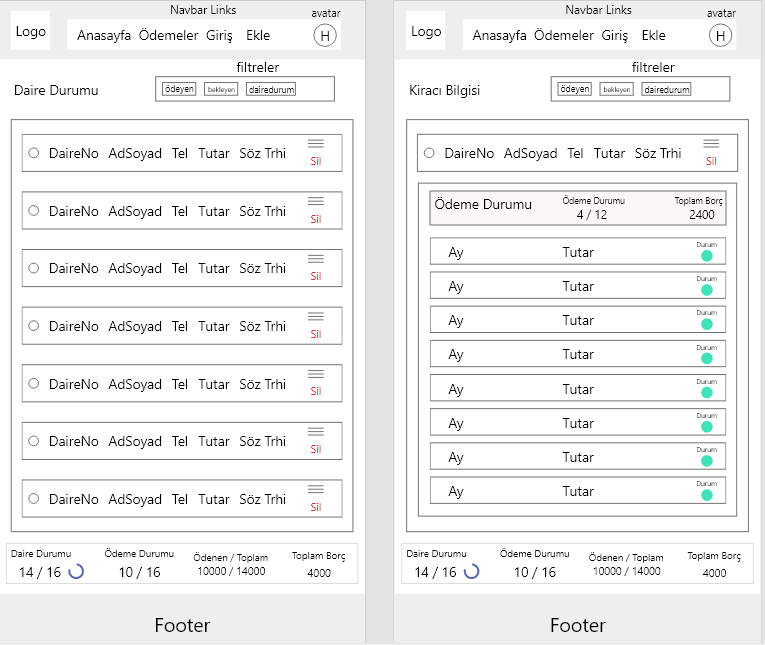 Navbar Links
avatar
Logo
Anasayfa Ödemeler Giriş Ekle
H
filtreler
Daire Durumu
ödeyen bekleyen dairedurum
DaireNo AdSoyad Tel Tutar Söz Trhi
Sil
DaireNo AdSoyad Tel Tutar Söz Trhi
Sil
DaireNo AdSoyad Tel Tutar Söz Trhi
Sil
DaireNo AdSoyad Tel Tutar Söz Trhi
Sil
DaireNo AdSoyad Tel Tutar Söz Trhi
Sil
DaireNo AdSoyad Tel Tutar Söz Trhi
Sil
DaireNo AdSoyad Tel Tutar Söz Trhi
Sil
Daire Durumu
14 / 16
Ödeme Durumu
10 / 16
Ödenen / Toplam
10000 / 14000
Toplam Borç
4000
Footer
Navbar Links
avatar
Logo
Anasayfa Ödemeler Giriş Ekle
H
filtreler
Kiracı Bilgisi
ödeyen bekleyen dairedurum
DaireNo AdSoyad Tel Tutar Söz Trhi
Sil
Ödeme Durumu
Ödeme Durumu
4 / 12
Toplam Borç
2400
Ay Tutar Durum
Ay Tutar Durum
Ay Tutar Durum
Ay Tutar Durum
Ay Tutar Durum
Ay Tutar Durum
Ay Tutar Durum
Ay Tutar Durum
Daire Durumu
14 / 16
Ödeme Durumu
10 / 16
Ödenen / Toplam
10000 / 14000
Toplam Borç
4000
Footer